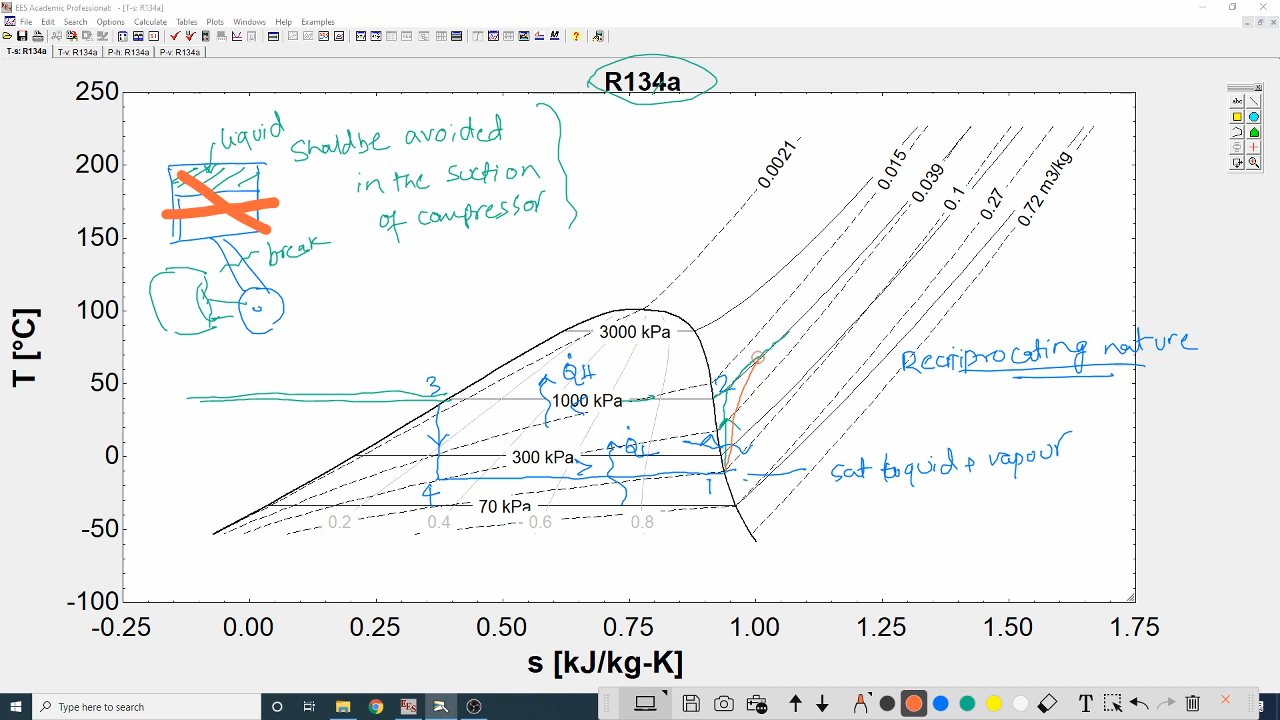 EES Academic Professional: - [T-s: R134a]
File Edit Search Options Calculate Tables Plots Windows Help Examples
T-s: R134a T-v: R134a P-h: R134a P-v: R134a
R134a
250
200
150
100
50
0
-50
-100
T [°C]
-0.25 0.00 0.25 0.50 0.75 1.00 1.25 1.50 1.75
s [kJ/kg-K]
0.0021
0.015
0.039
0.1
0.27
0.72 m3/kg
3000 kPa
1000 kPa
300 kPa
70 kPa
0.2 0.4 0.6 0.8
liquid should be avoided
in the suction
of compressor
break
Reciprocating nature
sat liquid + vapour
3
2
4
1
Q̇H
Q̇L
abc
Type here to search
EES
T